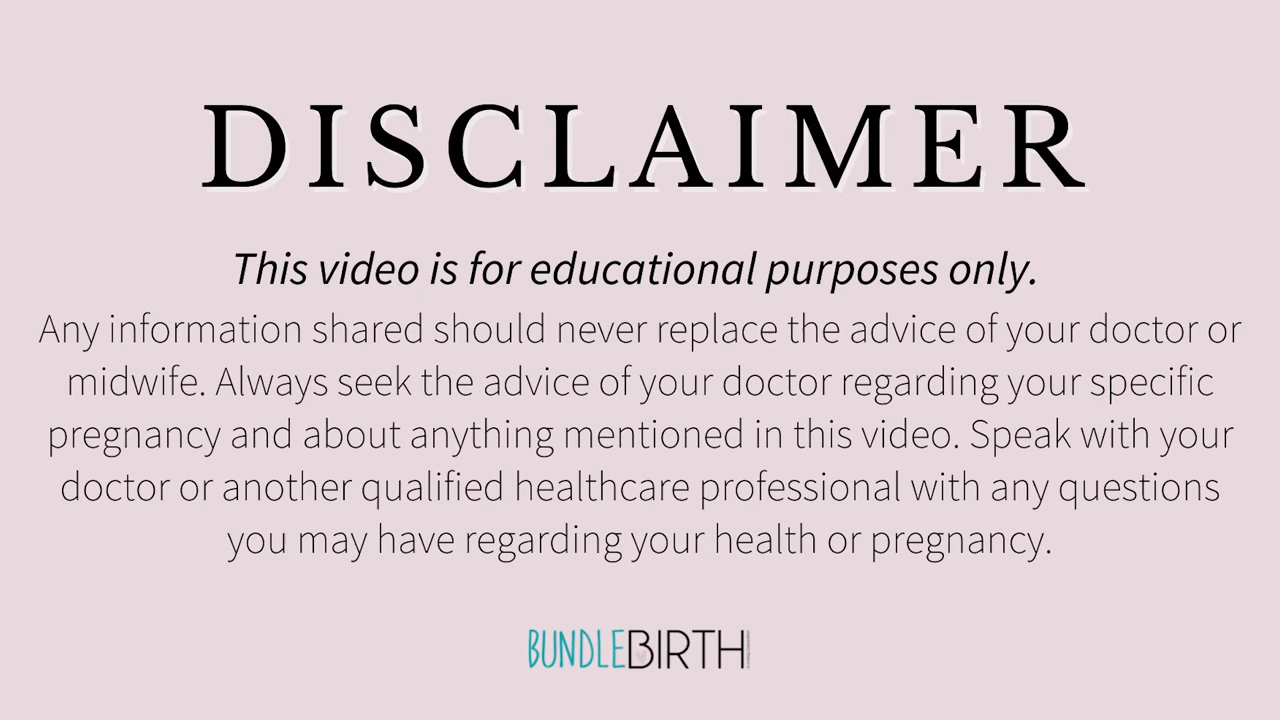 DISCLAIMER
This video is for educational purposes only.
Any information shared should never replace the advice of your doctor or
midwife. Always seek the advice of your doctor regarding your specific
pregnancy and about anything mentioned in this video. Speak with your
doctor or another qualified healthcare professional with any questions
you may have regarding your health or pregnancy.
BUNDLEBIRTH